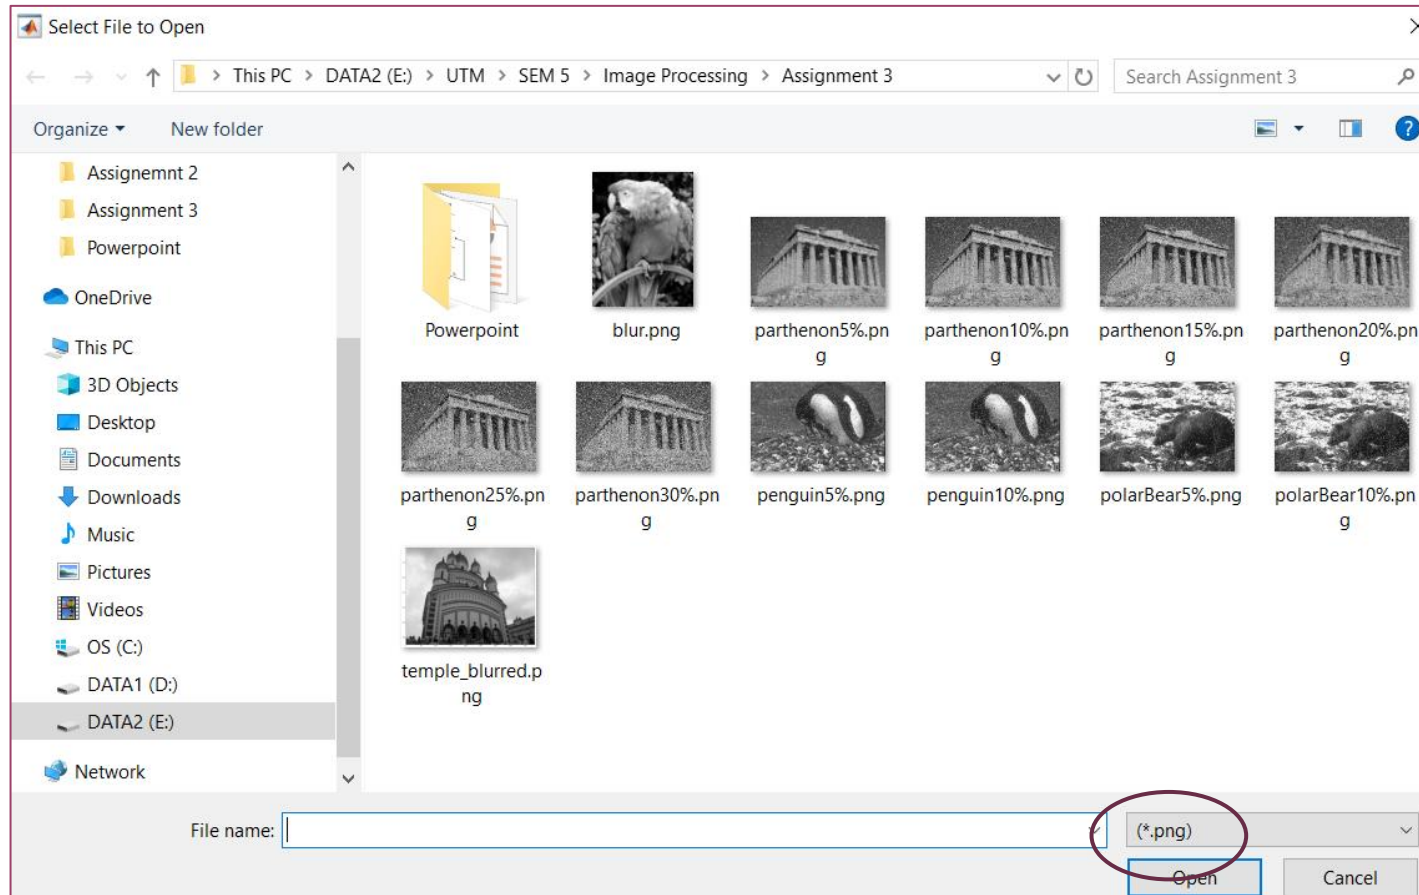 Select File to Open
This PC > DATA2 (E:) > UTM > SEM 5 > Image Processing > Assignment 3
Search Assignment 3
Organize
New folder
Assignemnt 2
Assignment 3
Powerpoint
OneDrive
This PC
3D Objects
Desktop
Documents
Downloads
Music
Pictures
Videos
OS (C:)
DATA1 (D:)
DATA2 (E:)
Network
Powerpoint
blur.png
parthenon5%.pn
g
parthenon10%.pn
g
parthenon15%.pn
g
parthenon20%.pn
g
parthenon25%.pn
g
parthenon30%.pn
g
penguin5%.png
penguin10%.png
polarBear5%.png
polarBear10%.pn
g
temple_blurred.p
ng
File name:
(*.png)
Open
Cancel